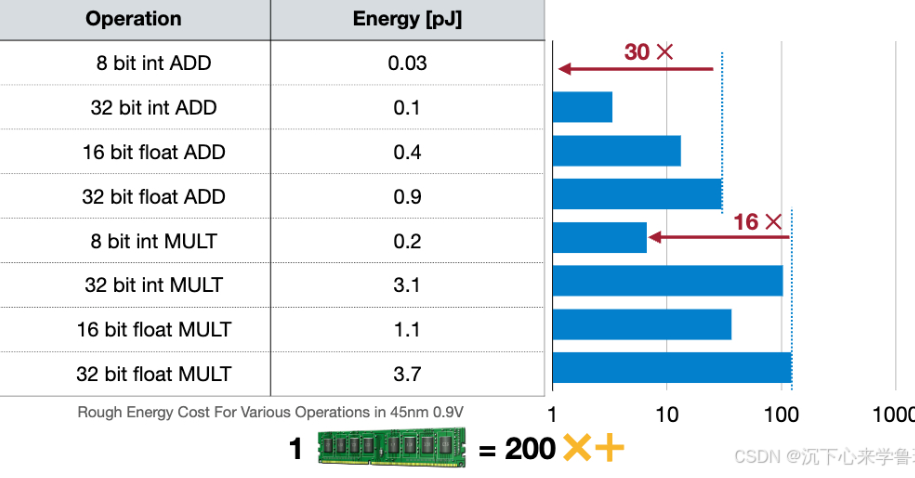 Operation Energy [pJ]
8 bit int ADD 0.03
32 bit int ADD 0.1
16 bit float ADD 0.4
32 bit float ADD 0.9
8 bit int MULT 0.2
32 bit int MULT 3.1
16 bit float MULT 1.1
32 bit float MULT 3.7
30 ×
16 ×
1 10 100 1000
Rough Energy Cost For Various Operations in 45nm 0.9V
1 = 200 ×+
CSDN @沉下心来学鲁